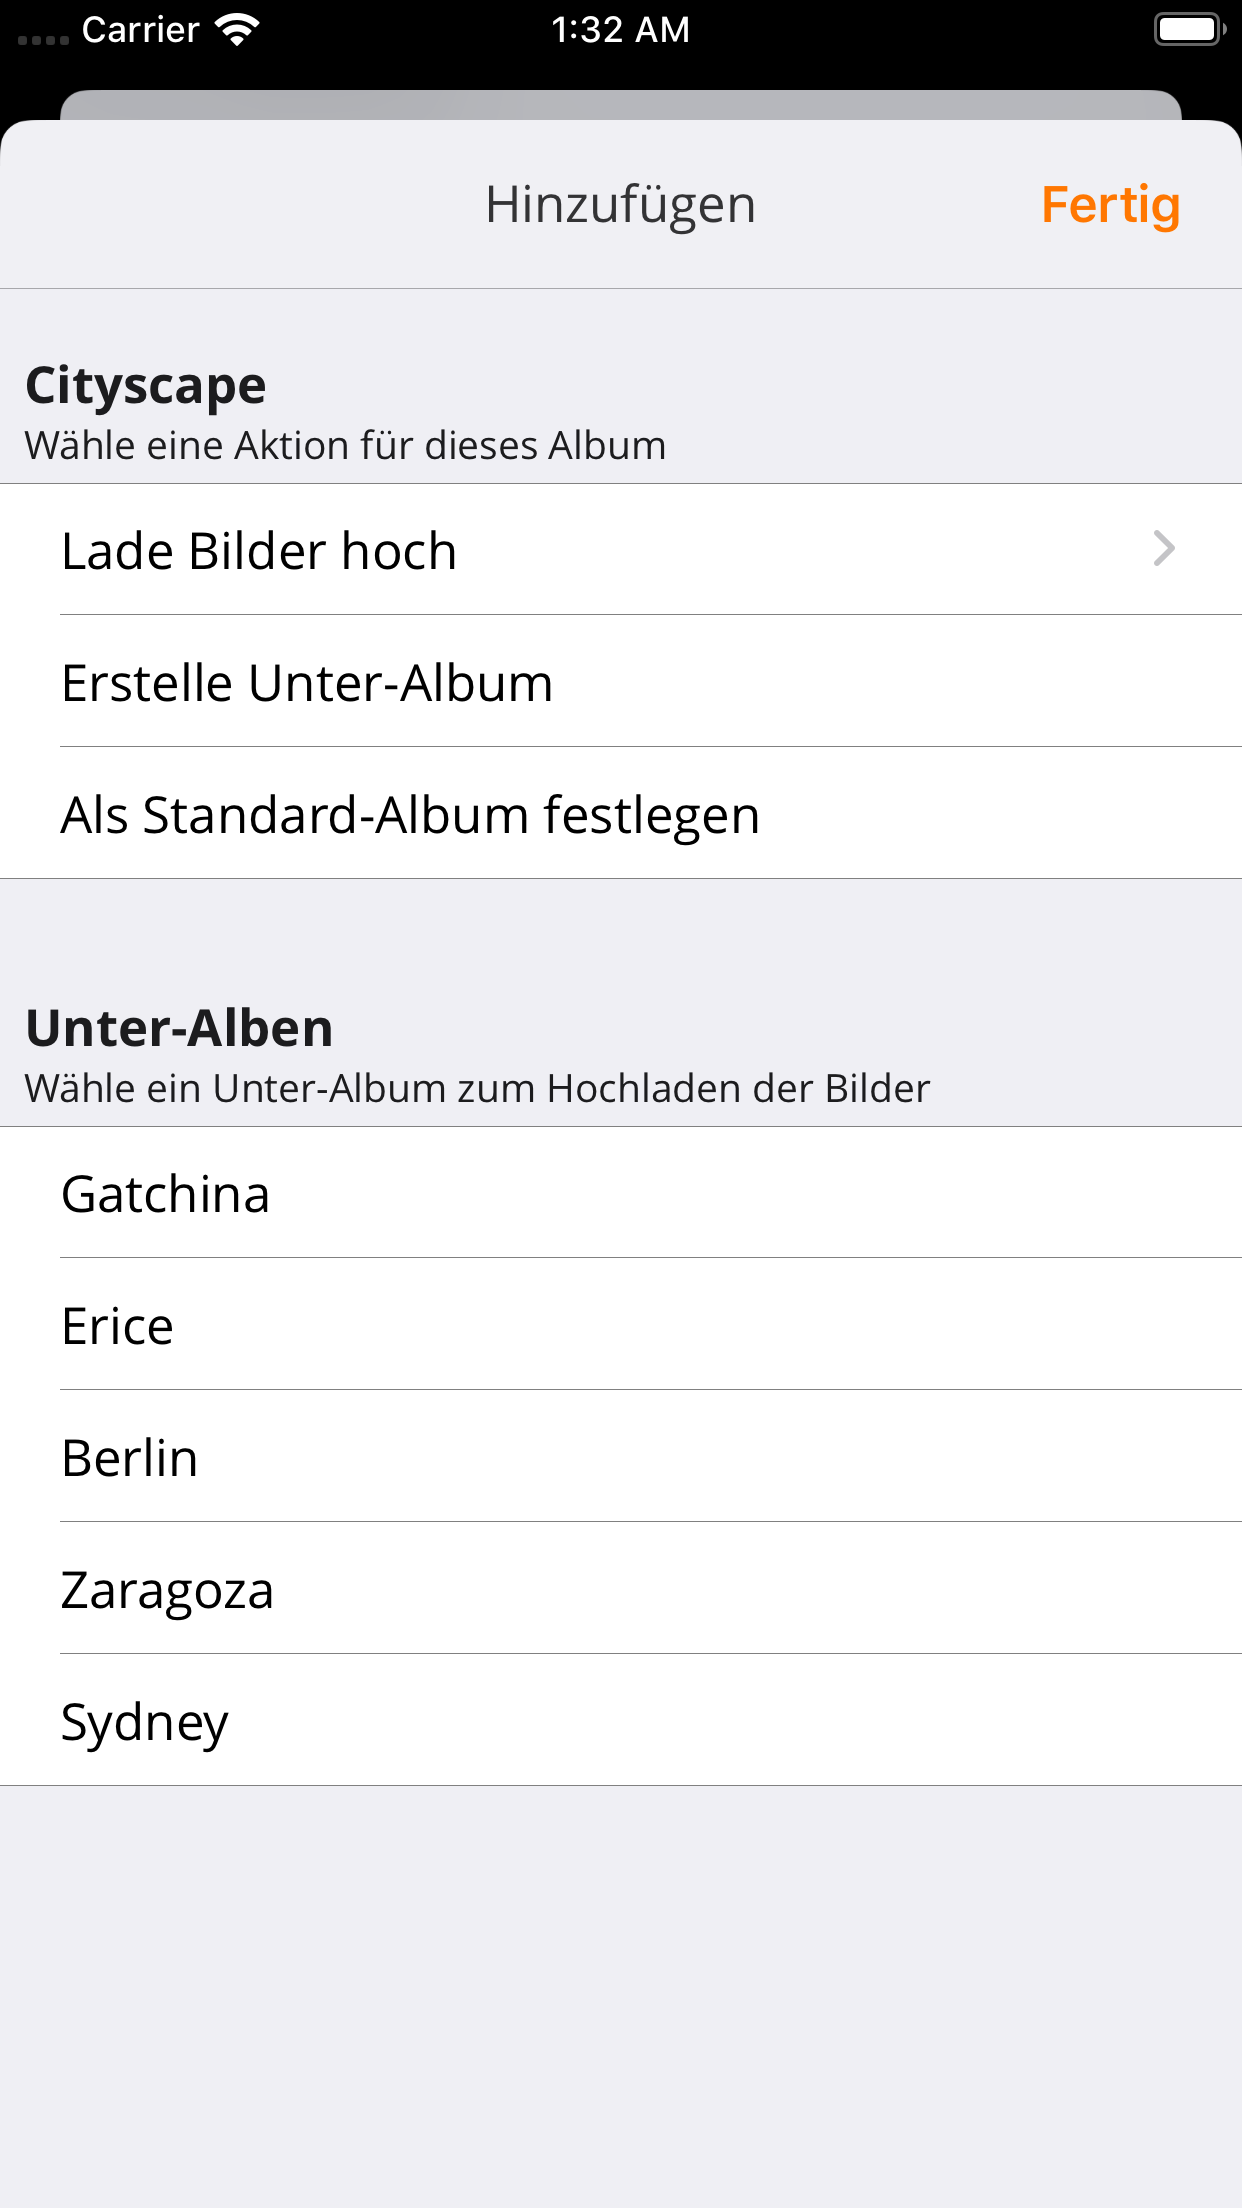 Carrier 1:32 AM
Hinzufügen Fertig
Cityscape
Wähle eine Aktion für dieses Album
Lade Bilder hoch
Erstelle Unter-Album
Als Standard-Album festlegen
Unter-Alben
Wähle ein Unter-Album zum Hochladen der Bilder
Gatchina
Erice
Berlin
Zaragoza
Sydney